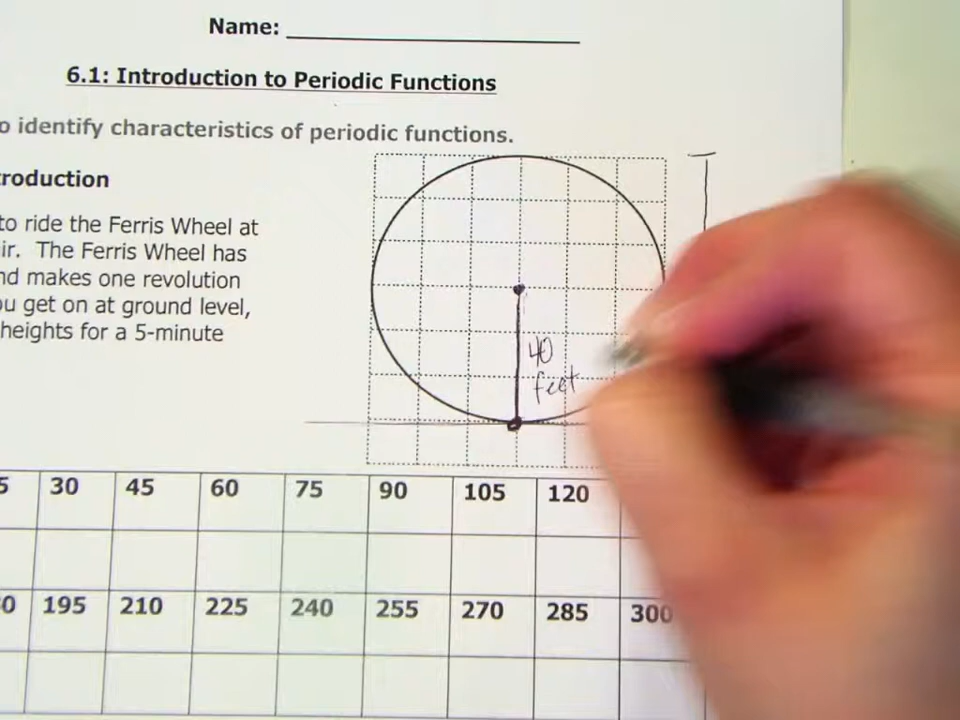 Name:
6.1: Introduction to Periodic Functions
o identify characteristics of periodic functions.
roduction
to ride the Ferris Wheel at
ir. The Ferris Wheel has
nd makes one revolution
ou get on at ground level,
heights for a 5-minute
40
feet
5 30 45 60 75 90 105 120
0 195 210 225 240 255 270 285 300